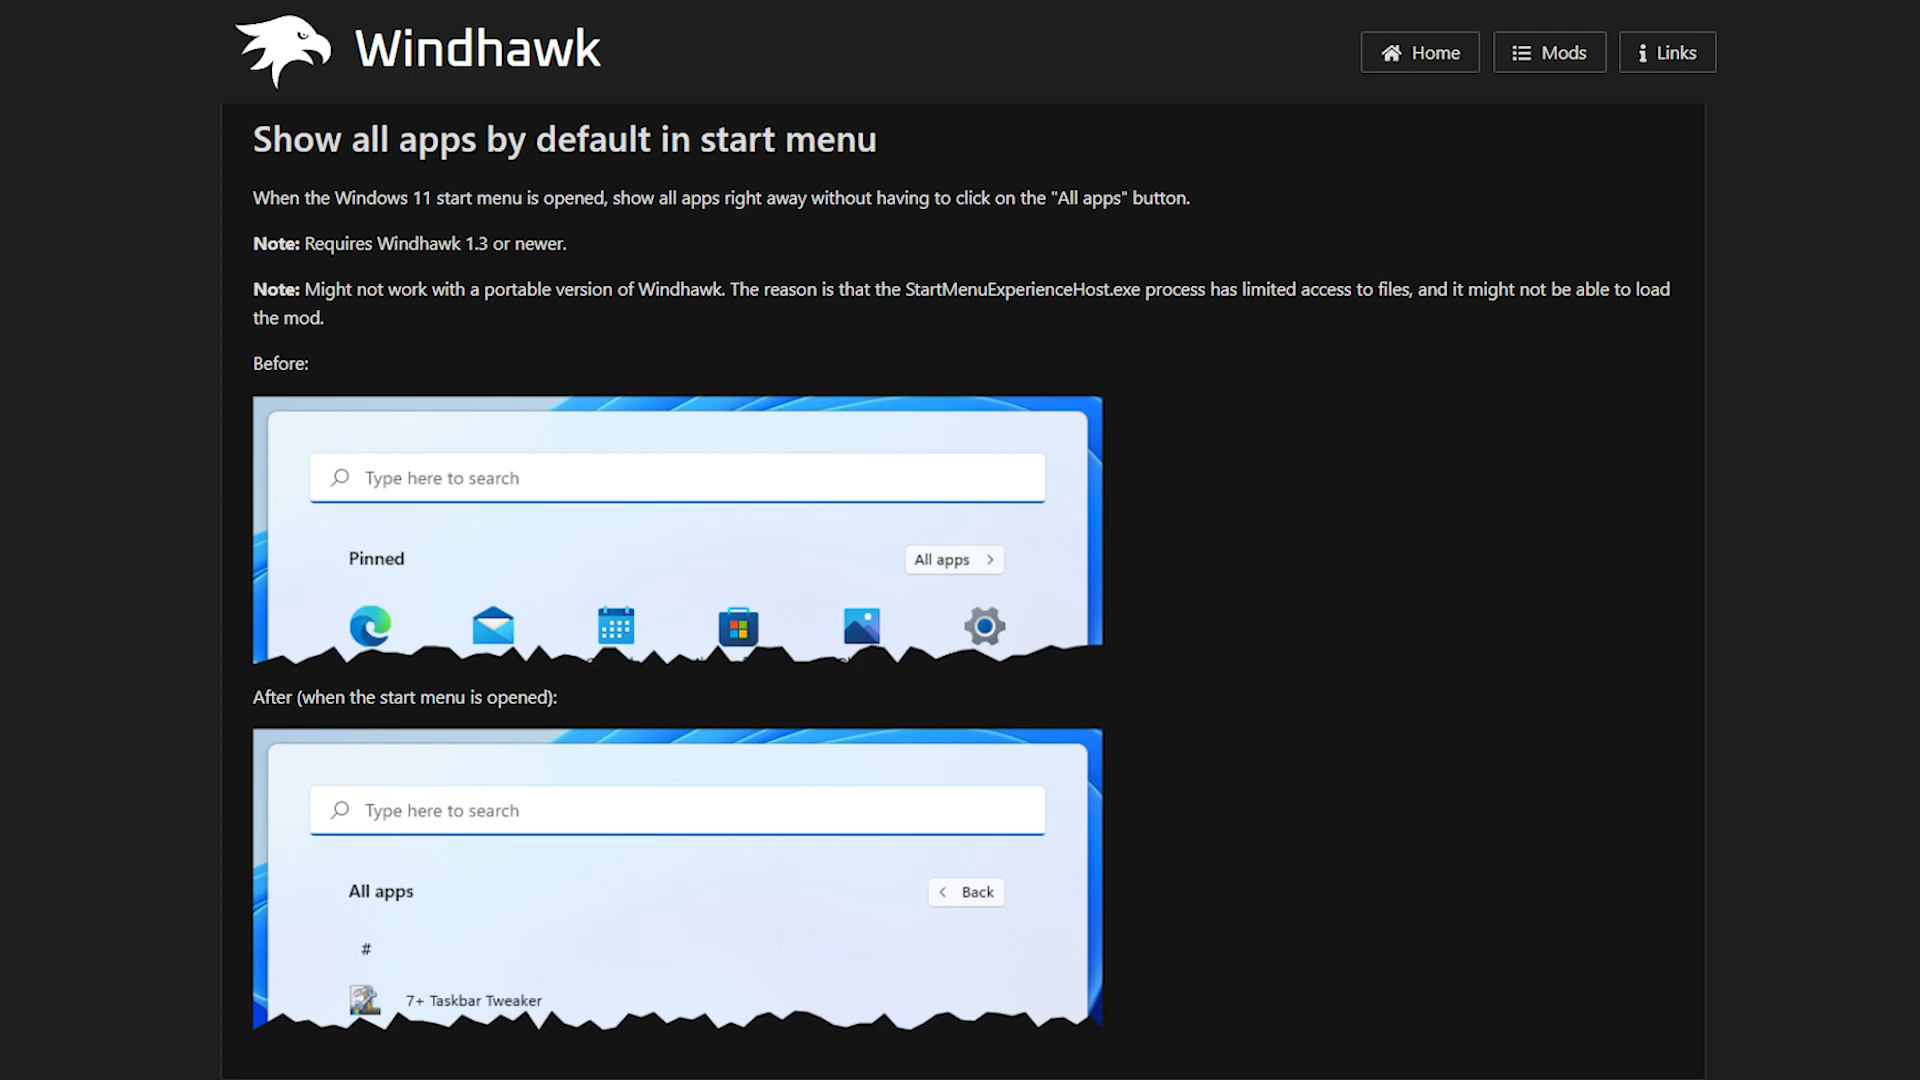 Windhawk
Home
Mods
Links
Show all apps by default in start menu
When the Windows 11 start menu is opened, show all apps right away without having to click on the "All apps" button.
Note: Requires Windhawk 1.3 or newer.
Note: Might not work with a portable version of Windhawk. The reason is that the StartMenuExperienceHost.exe process has limited access to files, and it might not be able to load
the mod.
Before:
Type here to search
Pinned
All apps
After (when the start menu is opened):
Type here to search
All apps
Back
#
7+ Taskbar Tweaker